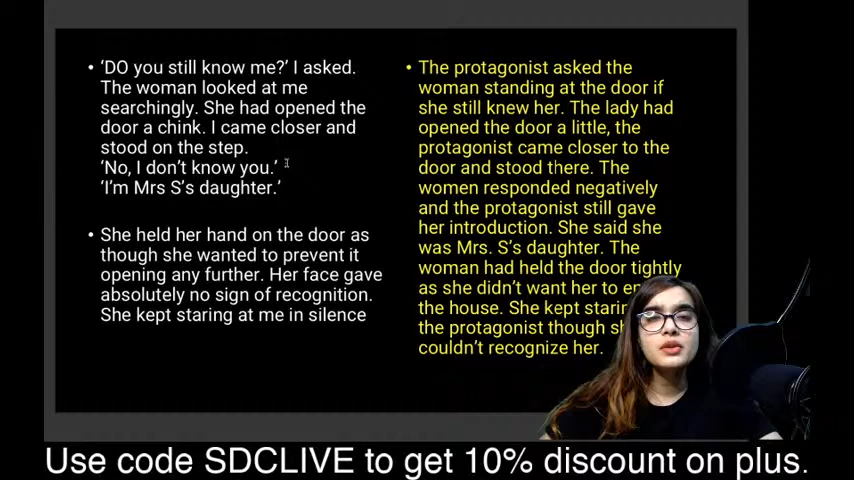 • ‘DO you still know me?’ I asked.
The woman looked at me
searchingly. She had opened the
door a chink. I came closer and
stood on the step.
‘No, I don’t know you.’
‘I’m Mrs S’s daughter.’
• She held her hand on the door as
though she wanted to prevent it
opening any further. Her face gave
absolutely no sign of recognition.
She kept staring at me in silence
• The protagonist asked the
woman standing at the door if
she still knew her. The lady had
opened the door a little, the
protagonist came closer to the
door and stood there. The
women responded negatively
and the protagonist still gave
her introduction. She said she
was Mrs. S’s daughter. The
woman had held the door tightly
as she didn’t want her to
the house. She kept
the protagonist though
couldn’t recognize her.
Use code SDCLIVE to get 10% discount on plus.